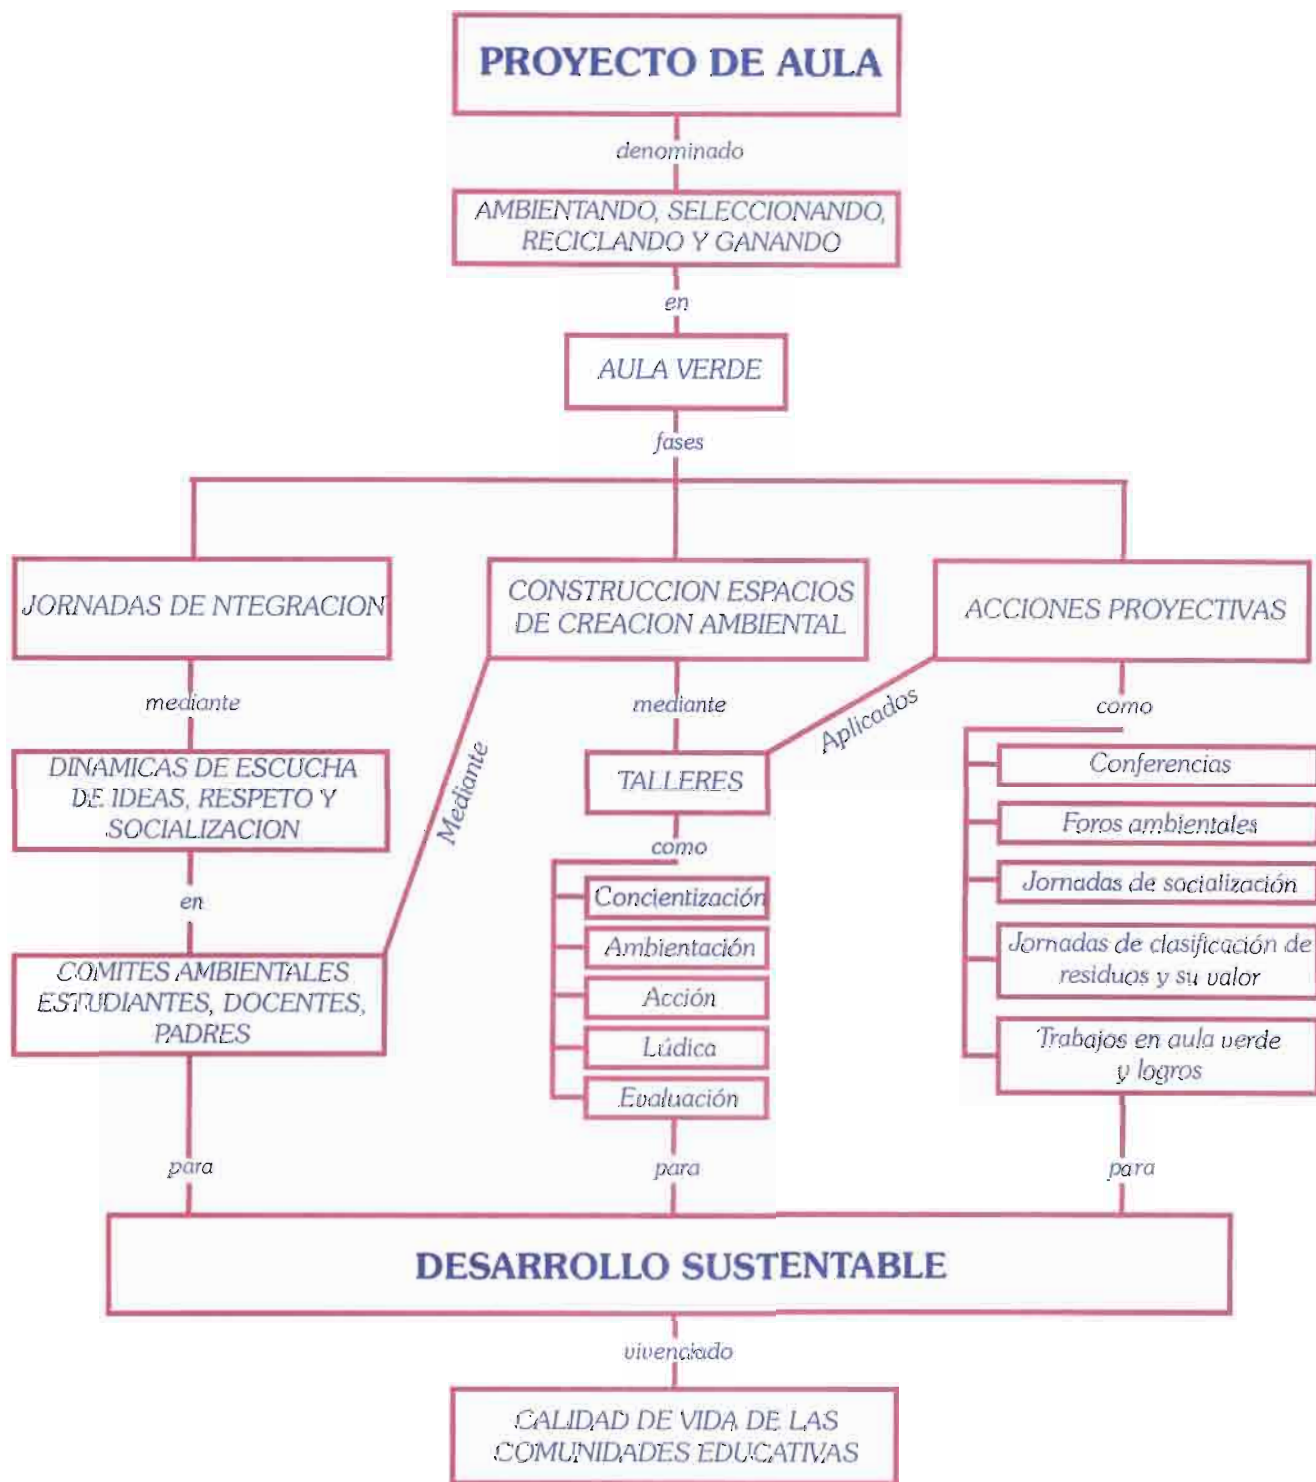 PROYECTO DE AULA
denominado
AMBIENTANDO, SELECCIONANDO,
RECICLANDO Y GANANDO
en
AULA VERDE
fases
JORNADAS DE NTEGRACION
mediante
DINAMICAS DE ESCUCHA
DE IDEAS, RESPETO Y
SOCIALIZACION
en
COMITES AMBIENTALES
ESTUDIANTES, DOCENTES,
PADRES
para
Mediante
CONSTRUCCION ESPACIOS
DE CREACION AMBIENTAL
mediante
TALLERES
como
Concientización
Ambientación
Acción
Lúdica
Evaluación
para
Aplicados
ACCIONES PROYECTIVAS
como
Conferencias
Foros ambientales
Jornadas de socialización
Jornadas de clasificación de
residuos y su valor
Trabajos en aula verde
y logros
para
DESARROLLO SUSTENTABLE
vivenciado
CALIDAD DE VIDA DE LAS
COMUNIDADES EDUCATIVAS